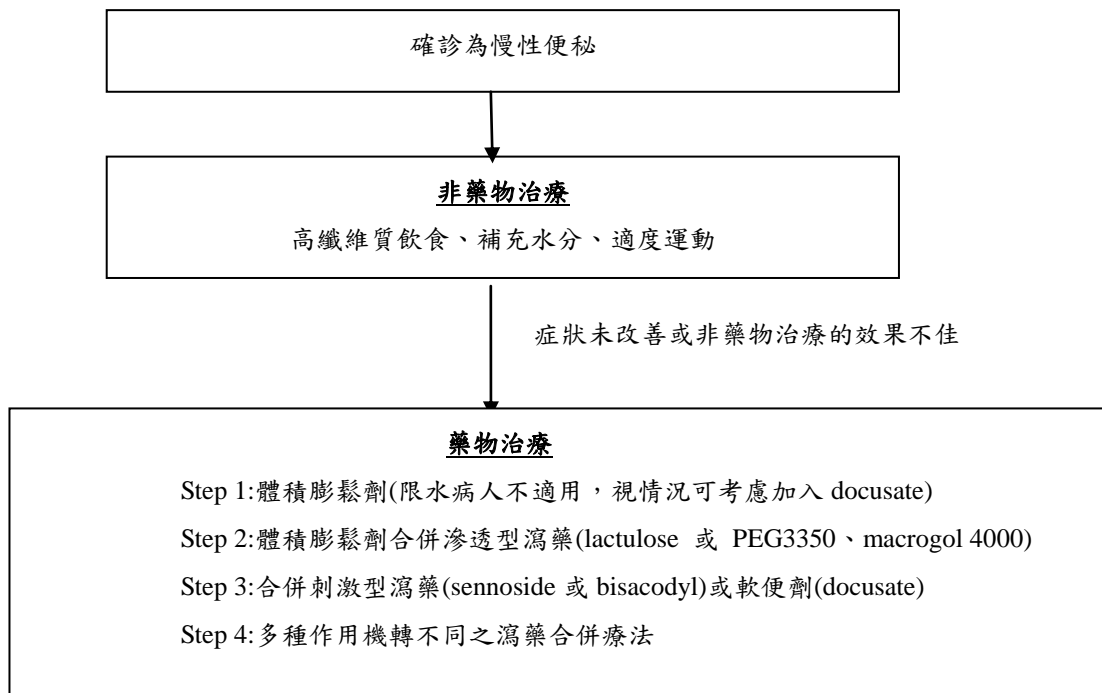 確診為慢性便秘
非藥物治療
高纖維質飲食、補充水分、適度運動
症狀未改善或非藥物治療的效果不佳
藥物治療
Step 1:體積膨鬆劑(限水病人不適用，視情況可考慮加入 docusate)
Step 2:體積膨鬆劑合併滲透型瀉藥(lactulose 或 PEG3350、macrogol 4000)
Step 3:合併刺激型瀉藥(sennoside 或 bisacodyl)或軟便劑(docusate)
Step 4:多種作用機轉不同之瀉藥合併療法